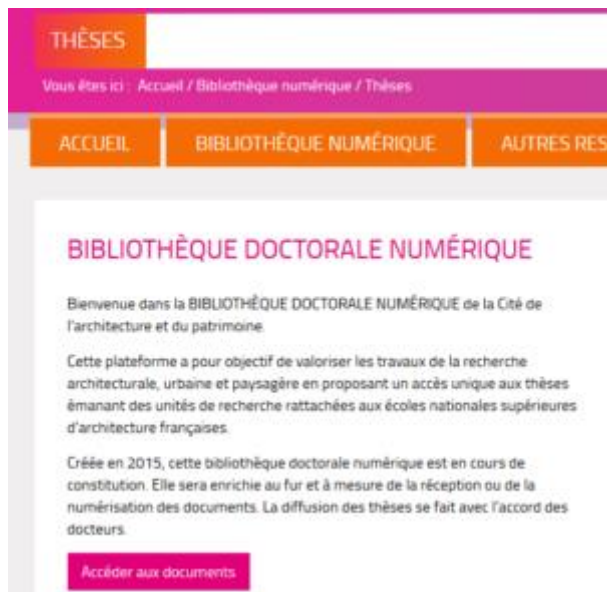 THÈSES
Vous êtes ici : Accueil / Bibliothèque numérique / Thèses
ACCUEIL BIBLIOTHÈQUE NUMÉRIQUE AUTRES RES
BIBLIOTHÈQUE DOCTORALE NUMÉRIQUE
Bienvenue dans la BIBLIOTHÈQUE DOCTORALE NUMÉRIQUE de la Cité de
l'architecture et du patrimoine.
Cette plateforme a pour objectif de valoriser les travaux de la recherche
architecturale, urbaine et paysagère en proposant un accès unique aux thèses
émanant des unités de recherche rattachées aux écoles nationales supérieures
d'architecture françaises.
Créée en 2015, cette bibliothèque doctorale numérique est en cours de
constitution. Elle sera enrichie au fur et à mesure de la réception ou de la
numérisation des documents. La diffusion des thèses se fait avec l'accord des
docteurs.
Accéder aux documents